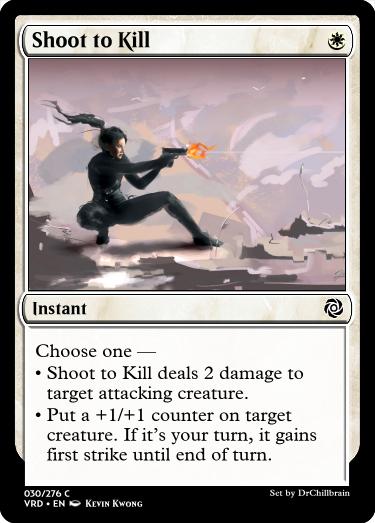 Shoot to Kill
Instant
Choose one —
• Shoot to Kill deals 2 damage to
target attacking creature.
• Put a +1/+1 counter on target
creature. If it's your turn, it gains
first strike until end of turn.
030/276 C
Set by DrChillbrain
VRD • EN Kevin Kwong